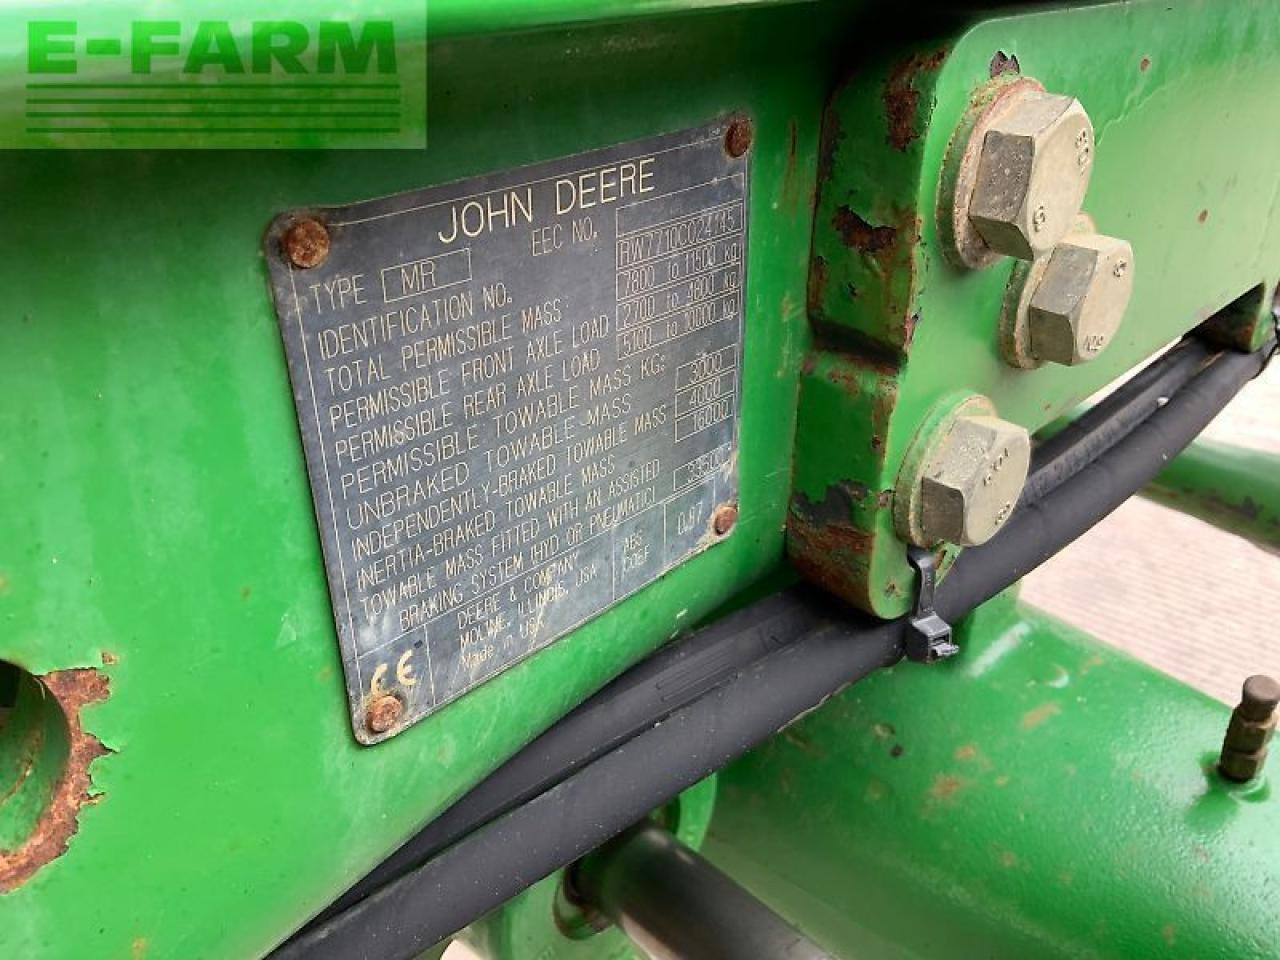 E-FARM
JOHN DEERE
TYPE MR EEC NO.
IDENTIFICATION NO. RW7710C024145
TOTAL PERMISSIBLE MASS: 7800 to 11500 kg
PERMISSIBLE FRONT AXLE LOAD 2700 to 4800 kg
PERMISSIBLE REAR AXLE LOAD 5100 to 10000 kg
PERMISSIBLE TOWABLE MASS KG:
UNBRAKED TOWABLE MASS 3000
INDEPENDENTLY-BRAKED TOWABLE MASS 4000
INERTIA-BRAKED TOWABLE MASS 16000
TOWABLE MASS FITTED WITH AN ASSISTED
BRAKING SYSTEM (HYD OR PNEUMATIC)
CE
DEERE & COMPANY
MOLINE, ILLINOIS, USA
Made in USA
ABS
COEF 0.67